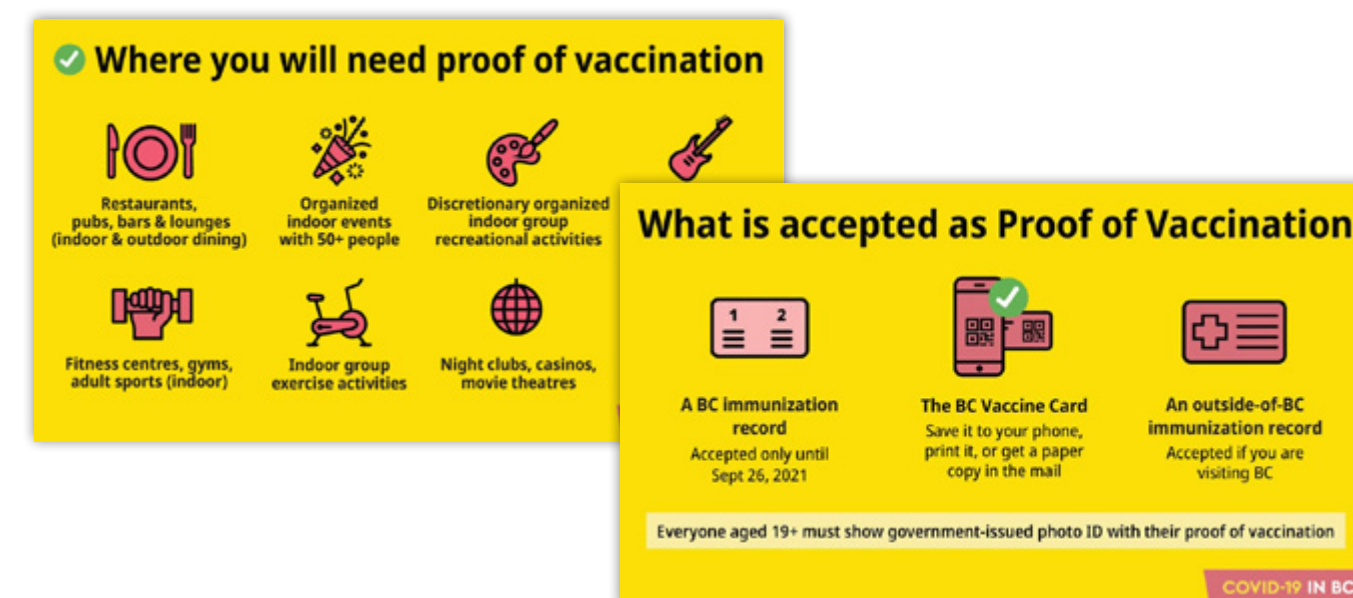 Where you will need proof of vaccination
Restaurants,
pubs, bars & lounges
(indoor & outdoor dining)
Organized
indoor events
with 50+ people
Discretionary organized
indoor group
recreational activities
Fitness centres, gyms,
adult sports (indoor)
Indoor group
exercise activities
Night clubs, casinos,
movie theatres
What is accepted as Proof of Vaccination
1 2
A BC immunization
record
Accepted only until
Sept 26, 2021
The BC Vaccine Card
Save it to your phone,
print it, or get a paper
copy in the mail
An outside-of-BC
immunization record
Accepted if you are
visiting BC
Everyone aged 19+ must show government-issued photo ID with their proof of vaccination
COVID-19 IN BC